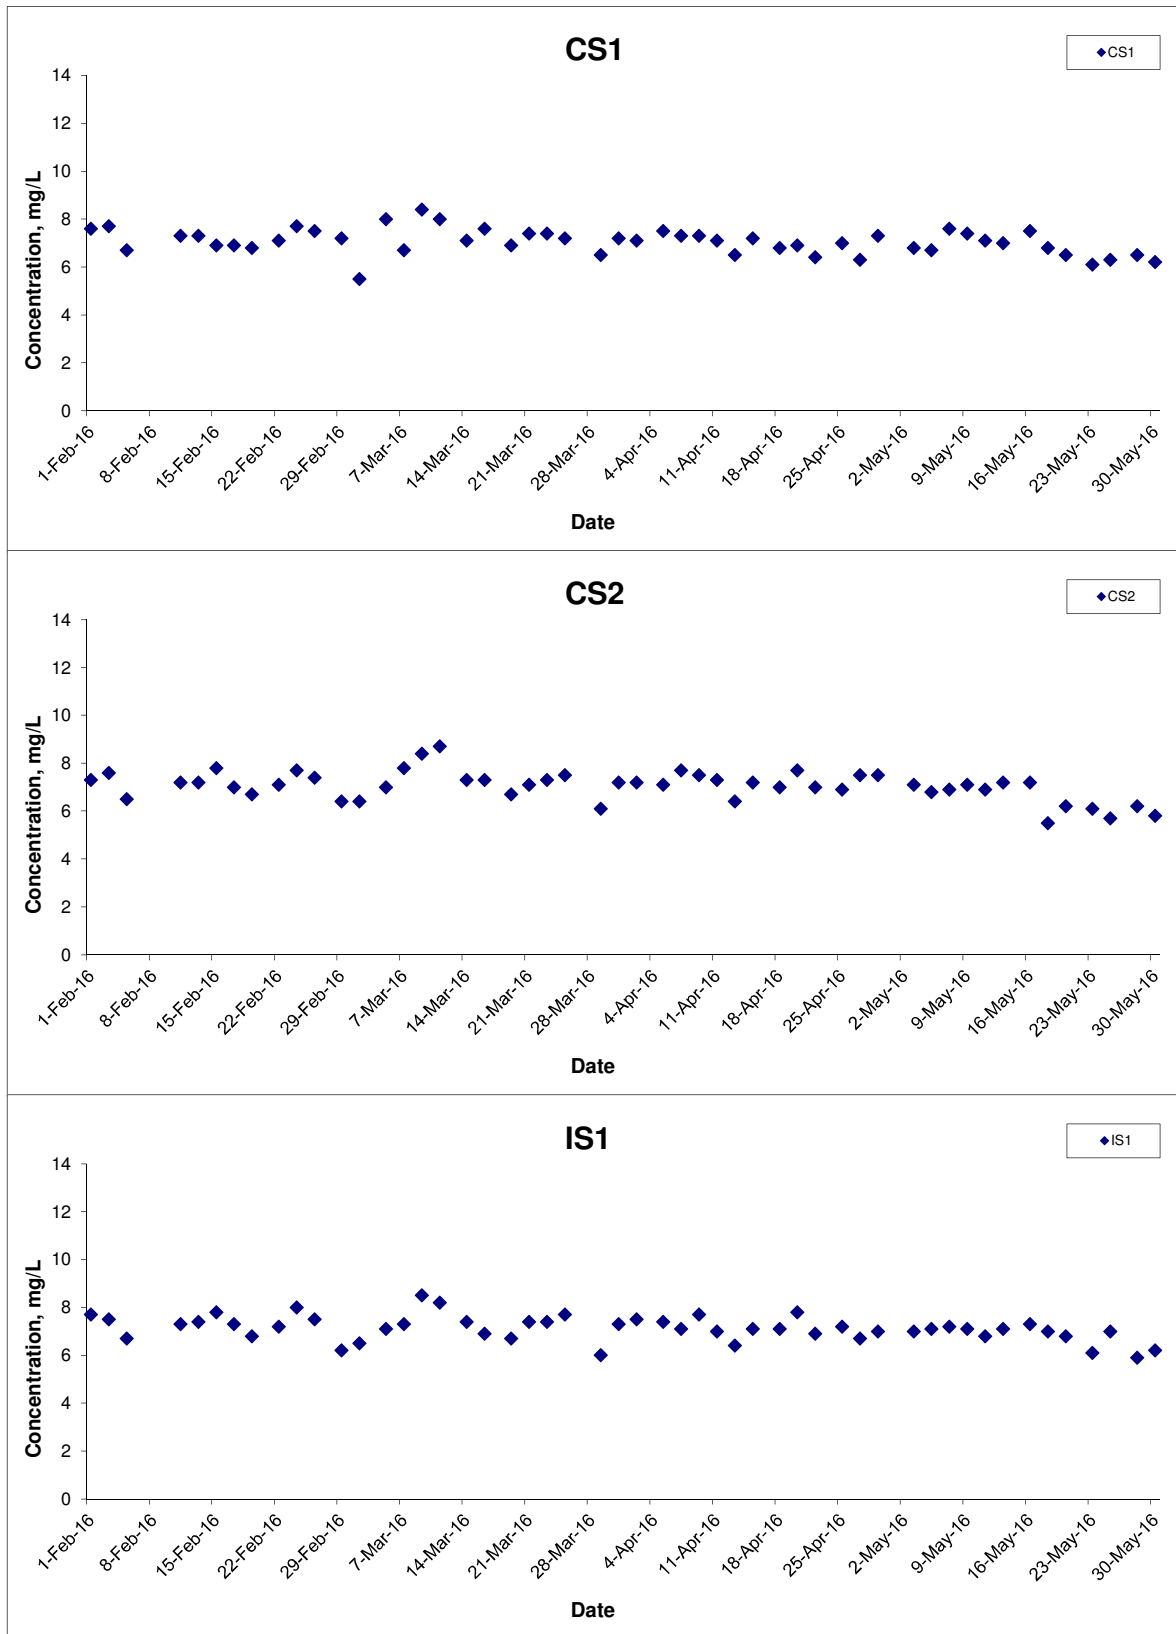 CS1
CS1
14
12
10
8
6
4
2
0
Concentration, mg/L
1-Feb-16
8-Feb-16
15-Feb-16
22-Feb-16
29-Feb-16
7-Mar-16
14-Mar-16
21-Mar-16
28-Mar-16
4-Apr-16
11-Apr-16
18-Apr-16
25-Apr-16
2-May-16
9-May-16
16-May-16
23-May-16
30-May-16
Date
CS2
CS2
14
12
10
8
6
4
2
0
Concentration, mg/L
1-Feb-16
8-Feb-16
15-Feb-16
22-Feb-16
29-Feb-16
7-Mar-16
14-Mar-16
21-Mar-16
28-Mar-16
4-Apr-16
11-Apr-16
18-Apr-16
25-Apr-16
2-May-16
9-May-16
16-May-16
23-May-16
30-May-16
Date
IS1
IS1
14
12
10
8
6
4
2
0
Concentration, mg/L
1-Feb-16
8-Feb-16
15-Feb-16
22-Feb-16
29-Feb-16
7-Mar-16
14-Mar-16
21-Mar-16
28-Mar-16
4-Apr-16
11-Apr-16
18-Apr-16
25-Apr-16
2-May-16
9-May-16
16-May-16
23-May-16
30-May-16
Date